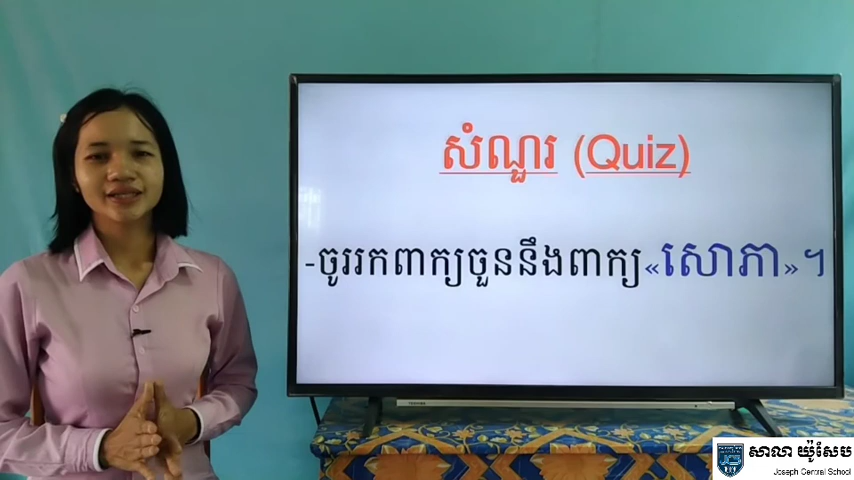 សំណួរ (Quiz)
-ចូររកពាក្យចួននឹងពាក្យ«សោភា»។
TOSHIBA
សាលា យ៉ូសែប
Joseph Central School